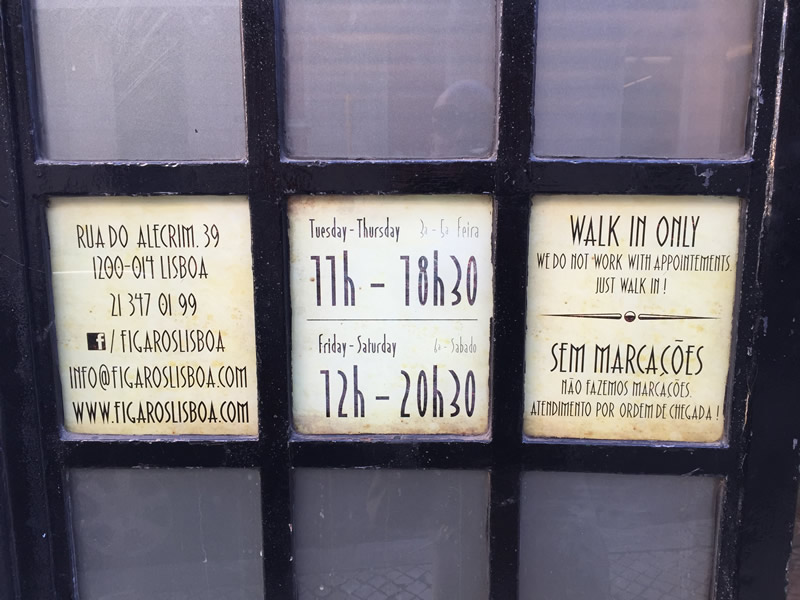 RUA DO ALECRIM. 39
1200-014 LISBOA
21 347 01 99
f / FIGAROSLISBOA
INFO@FIGAROSLISBOA.COM
WWW.FIGAROSLISBOA.COM
Tuesday - Thursday 3ª - 5ª Feira
11h - 18h30
Friday - Saturday 6ª - Sabado
12h - 20h30
WALK IN ONLY
WE DO NOT WORK WITH APPOINTEMENTS.
JUST WALK IN !
SEM MARCAÇÕES
NÃO FAZEMOS MARCAÇÕES.
ATENDIMENTO POR ORDEM DE CHEGADA !